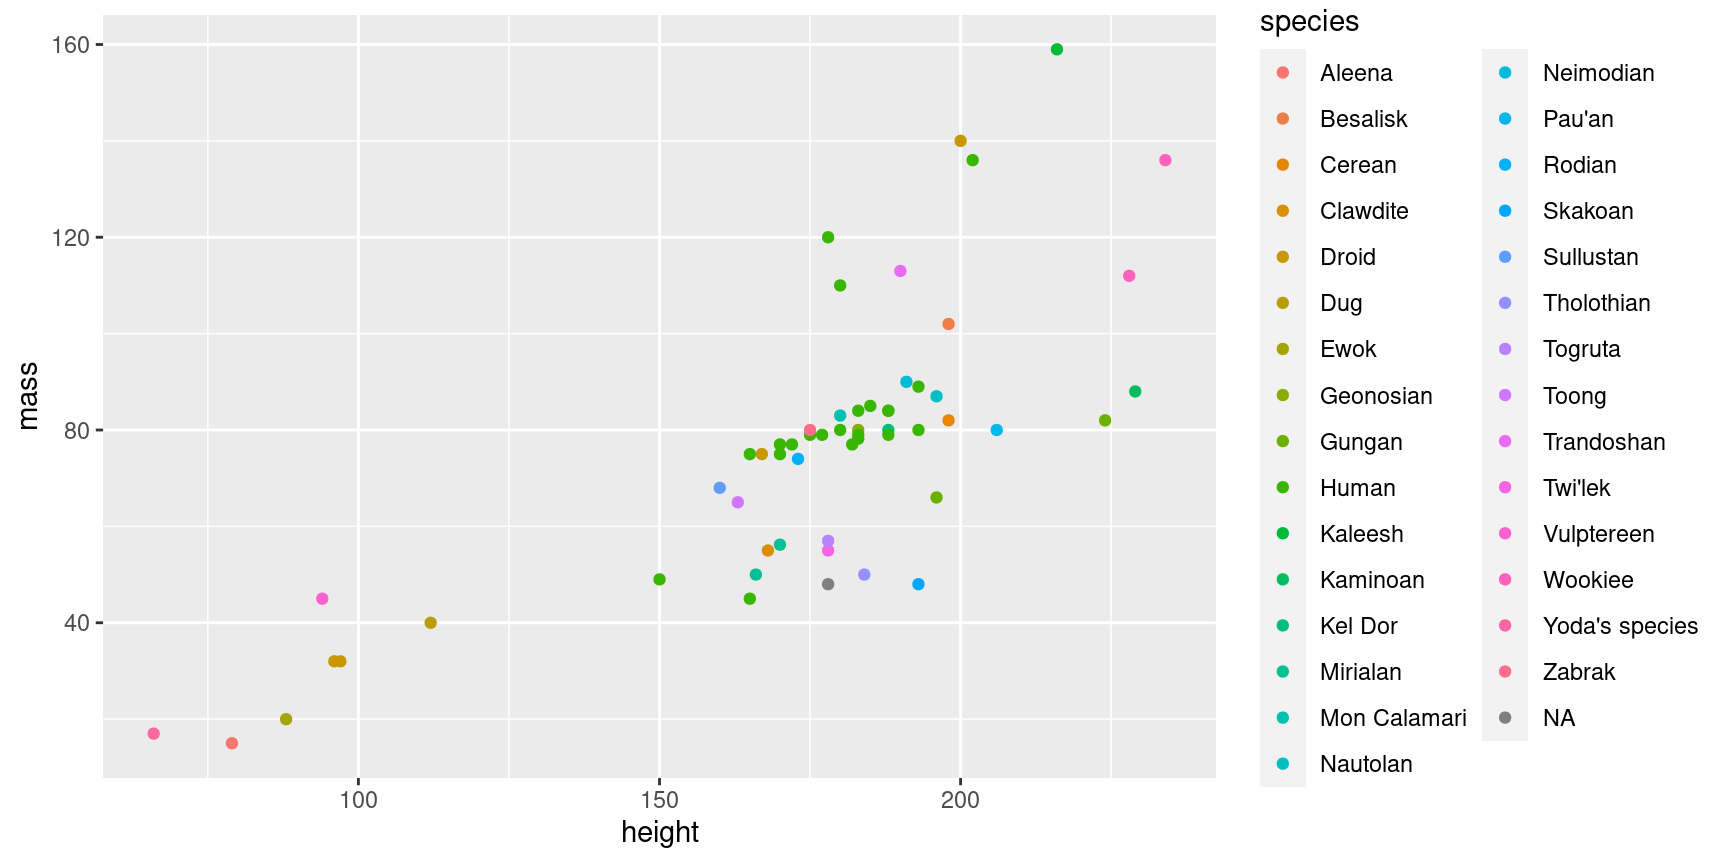 160
120
80
40
mass
100
150
200
height
species
Aleena
Besalisk
Cerean
Clawdite
Droid
Dug
Ewok
Geonosian
Gungan
Human
Kaleesh
Kaminoan
Kel Dor
Mirialan
Mon Calamari
Nautolan
Neimodian
Pau'an
Rodian
Skakoan
Sullustan
Tholothian
Togruta
Toong
Trandoshan
Twi'lek
Vulptereen
Wookiee
Yoda's species
Zabrak
NA